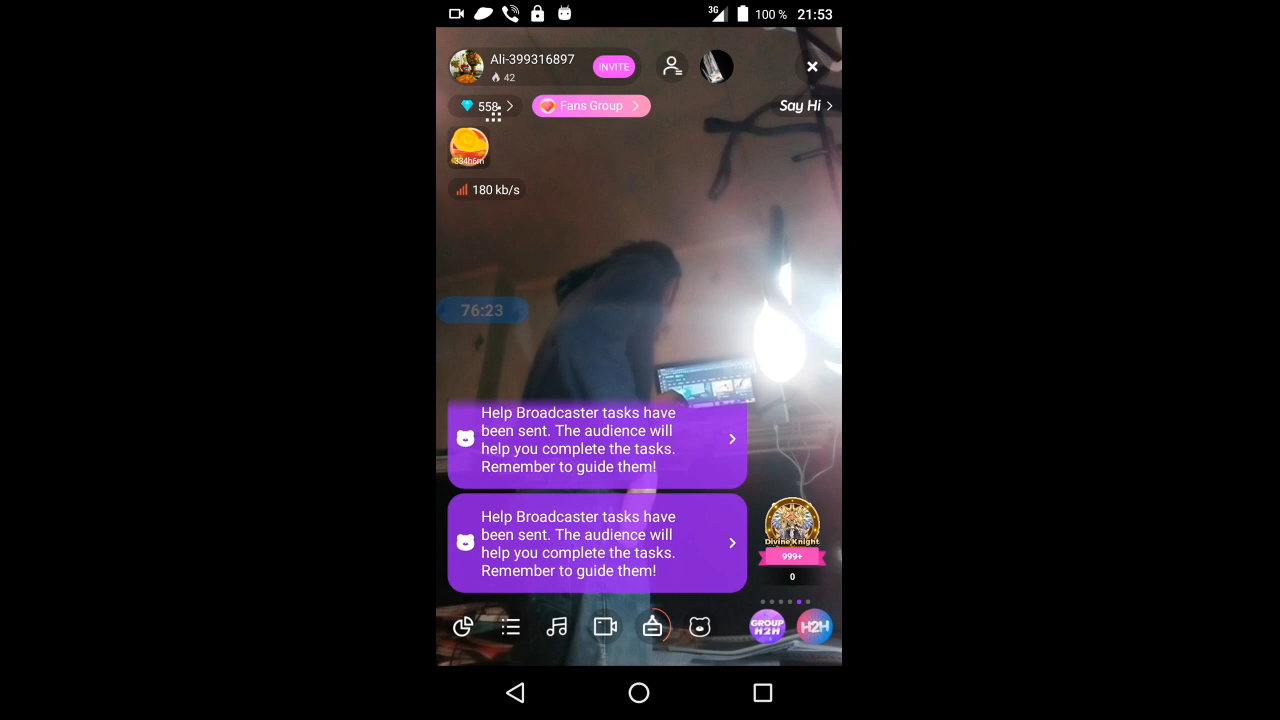 3G 100 % 21:53
Ali-399316897
42
INVITE
558
Fans Group
Say Hi
334h6m
180 kb/s
76:23
Help Broadcaster tasks have
been sent. The audience will
help you complete the tasks.
Remember to guide them!
Help Broadcaster tasks have
been sent. The audience will
help you complete the tasks.
Remember to guide them!
Divine Knight
999+
0
GROUP
H2H
H2H